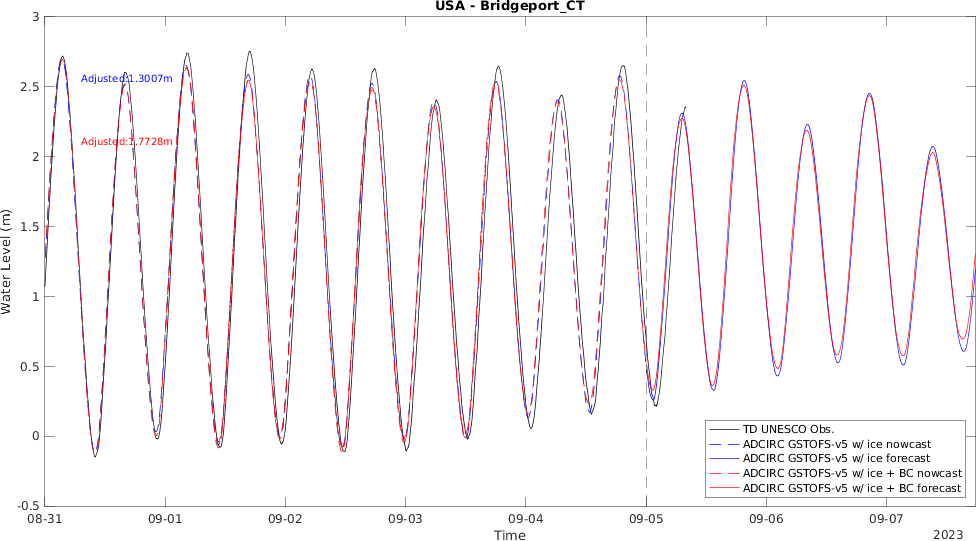 USA - Bridgeport_CT
Water Level (m)
3
2.5
2
1.5
1
0.5
0
-0.5
Adjusted:1.3007m
Adjusted:1.7728m
TD UNESCO Obs.
ADCIRC GSTOFS-v5 w/ ice nowcast
ADCIRC GSTOFS-v5 w/ ice forecast
ADCIRC GSTOFS-v5 w/ ice + BC nowcast
ADCIRC GSTOFS-v5 w/ ice + BC forecast
08-31 09-01 09-02 09-03 09-04 09-05 09-06 09-07
Time
2023